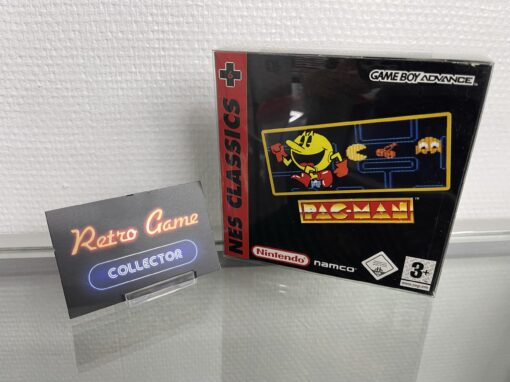 GAME BOY ADVANCE
NES CLASSICS
PAC-MAN
Nintendo
namco
3+
Retro Game
COLLECTOR